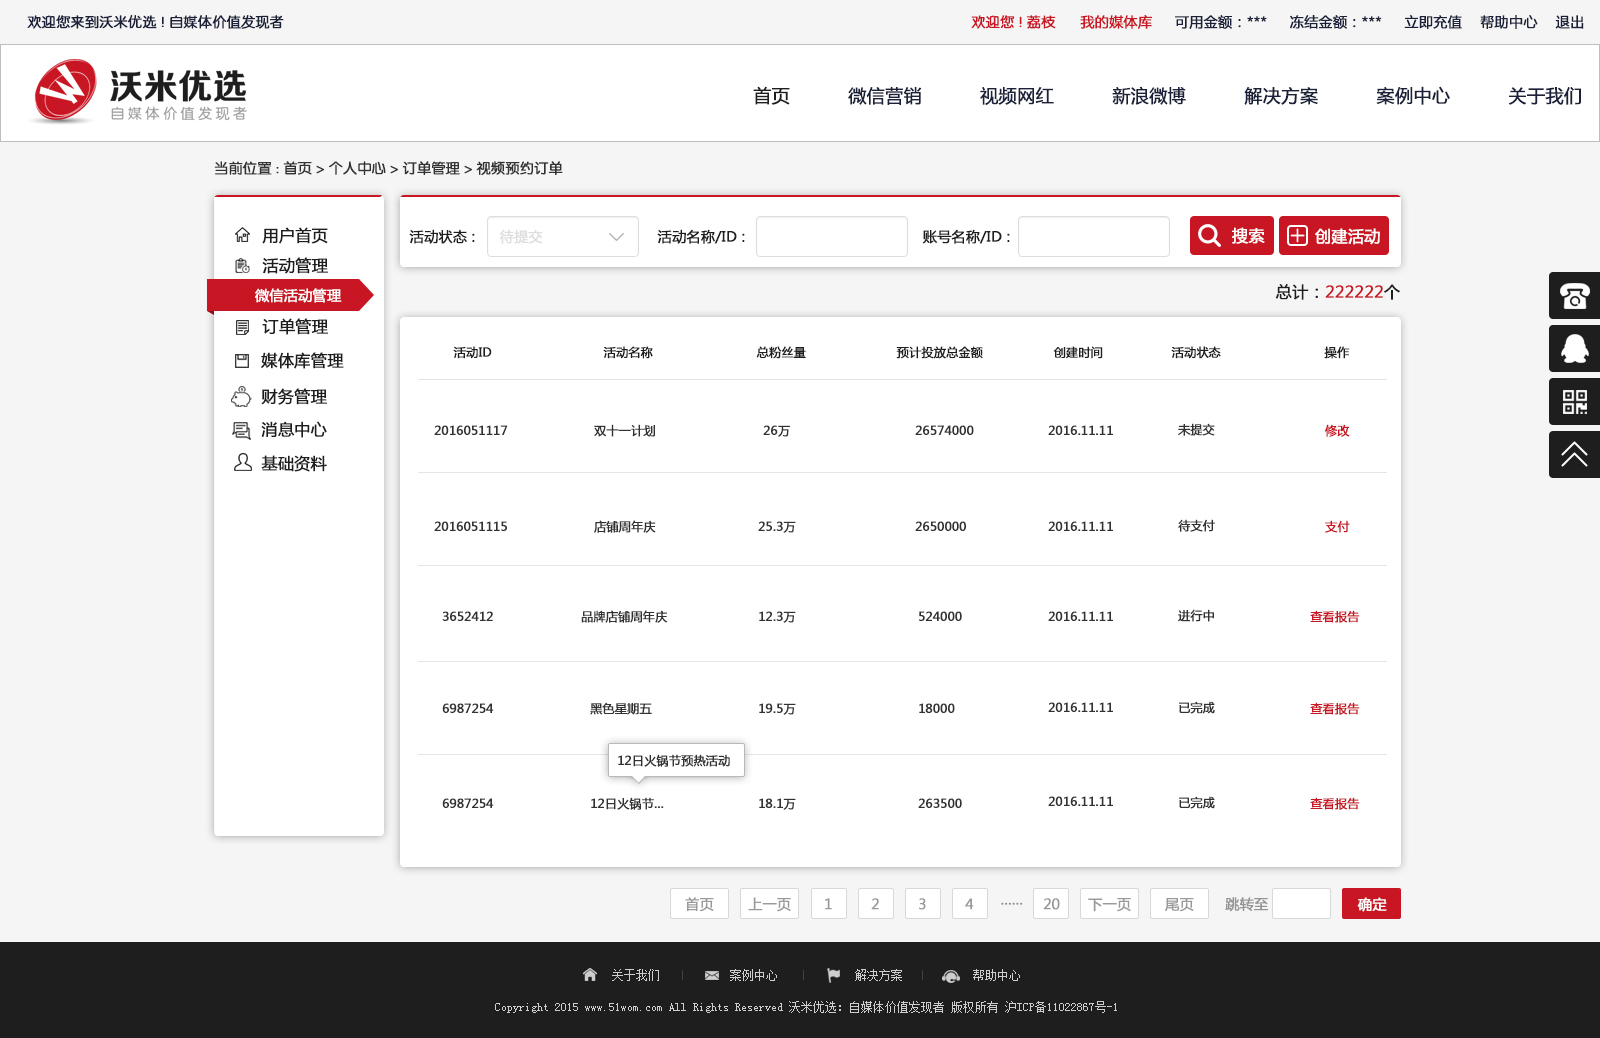 欢迎您来到沃米优选！自媒体价值发现者 欢迎您！荔枝 我的媒体库 可用金额：*** 冻结金额：*** 立即充值 帮助中心 退出
沃米优选
自媒体价值发现者
首页 微信营销 视频网红 新浪微博 解决方案 案例中心 关于我们
当前位置 : 首页 > 个人中心 > 订单管理 > 视频预约订单
用户首页
活动管理
微信活动管理
订单管理
媒体库管理
财务管理
消息中心
基础资料
活动状态： 待提交 活动名称/ID： 账号名称/ID： 搜索 创建活动
总计：222222个
活动ID 活动名称 总粉丝量 预计投放总金额 创建时间 活动状态 操作
2016051117 双十一计划 26万 26574000 2016.11.11 未提交 修改
2016051115 店铺周年庆 25.3万 2650000 2016.11.11 待支付 支付
3652412 品牌店铺周年庆 12.3万 524000 2016.11.11 进行中 查看报告
6987254 黑色星期五 19.5万 18000 2016.11.11 已完成 查看报告
12日火锅节预热活动
6987254 12日火锅节... 18.1万 263500 2016.11.11 已完成 查看报告
首页 上一页 1 2 3 4 ······ 20 下一页 尾页 跳转至 确定
关于我们 案例中心 解决方案 帮助中心
Copyright 2015 www.51wom.com All Rights Reserved 沃米优选：自媒体价值发现者 版权所有 沪ICP备11022867号-1